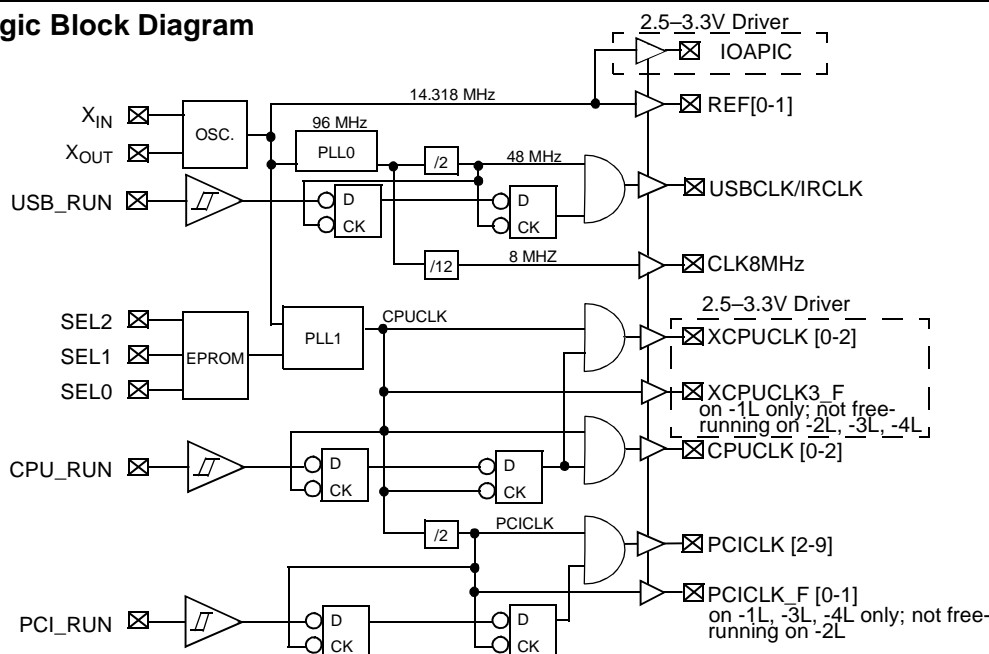 gic Block Diagram
2.5–3.3V Driver
IOAPIC
14.318 MHz
REF[0-1]
XIN
OSC.
XOUT
96 MHz
PLL0
/2
48 MHz
USBCLK/IRCLK
USB_RUN
D
CK
D
CK
/12
8 MHZ
CLK8MHz
2.5–3.3V Driver
SEL2
SEL1
SEL0
EPROM
PLL1
CPUCLK
XCPUCLK [0-2]
XCPUCLK3_F
on -1L only; not free-
running on -2L, -3L, -4L
CPUCLK [0-2]
CPU_RUN
D
CK
D
CK
/2
PCICLK
PCICLK [2-9]
PCICLK_F [0-1]
on -1L, -3L, -4L only; not free-
running on -2L
PCI_RUN
D
CK
D
CK